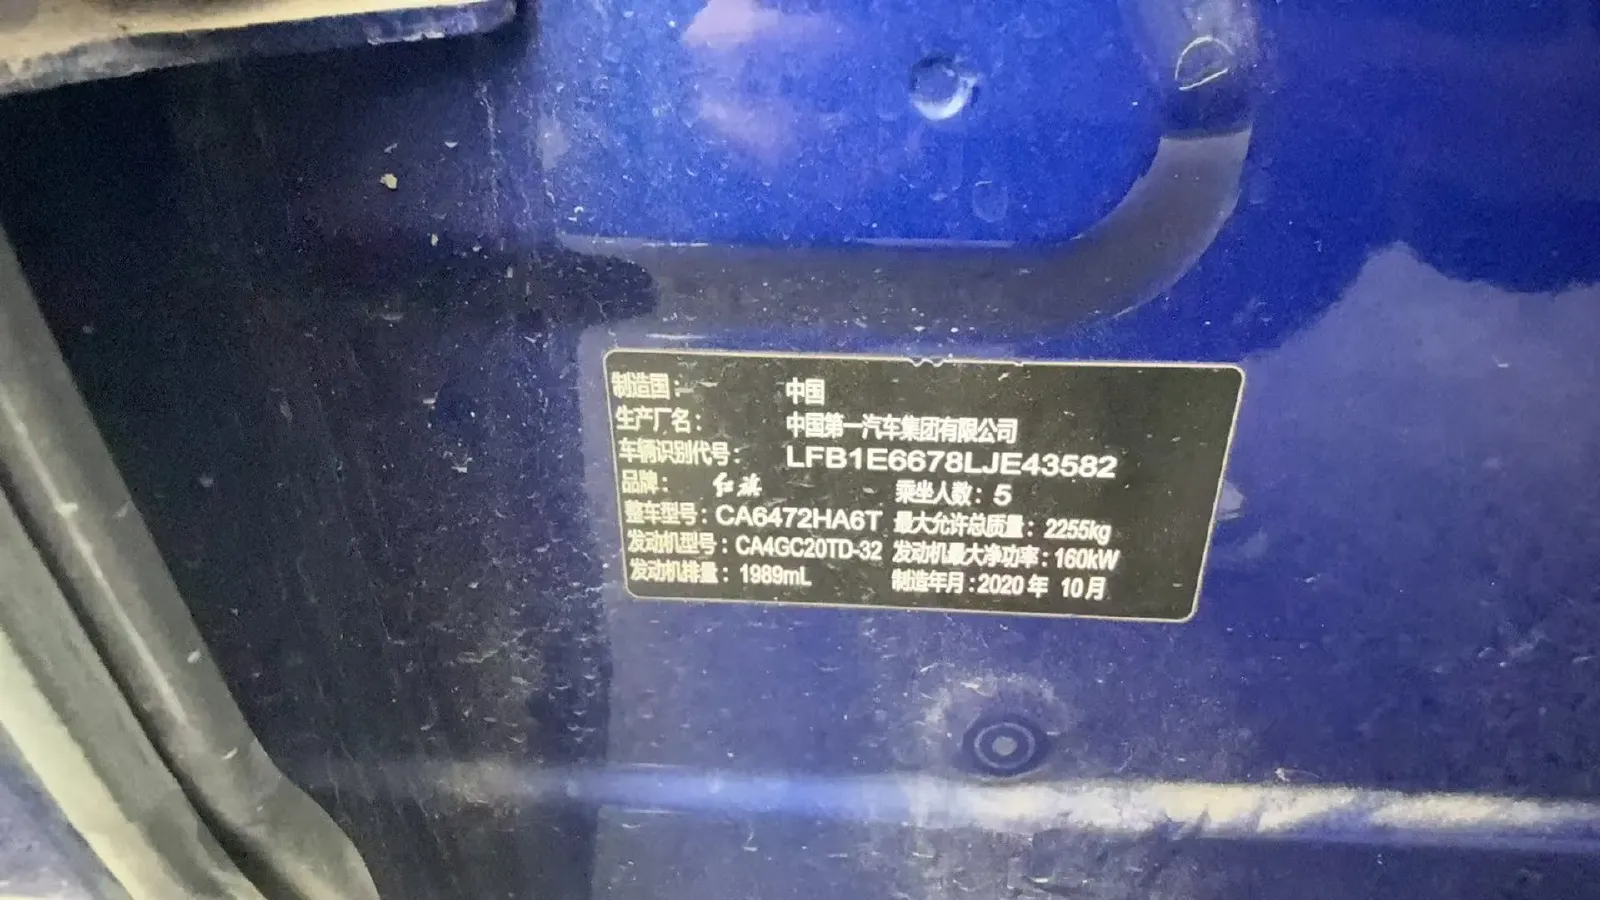 制造国： 中国
生产厂名： 中国第一汽车集团有限公司
车辆识别代号： LFB1E6678LJE43582
品牌： 红旗 乘坐人数：5
整车型号：CA6472HA6T 最大允许总质量：2255kg
发动机型号：CA4GC20TD-32 发动机最大净功率：160kW
发动机排量：1989mL 制造年月：2020年 10月